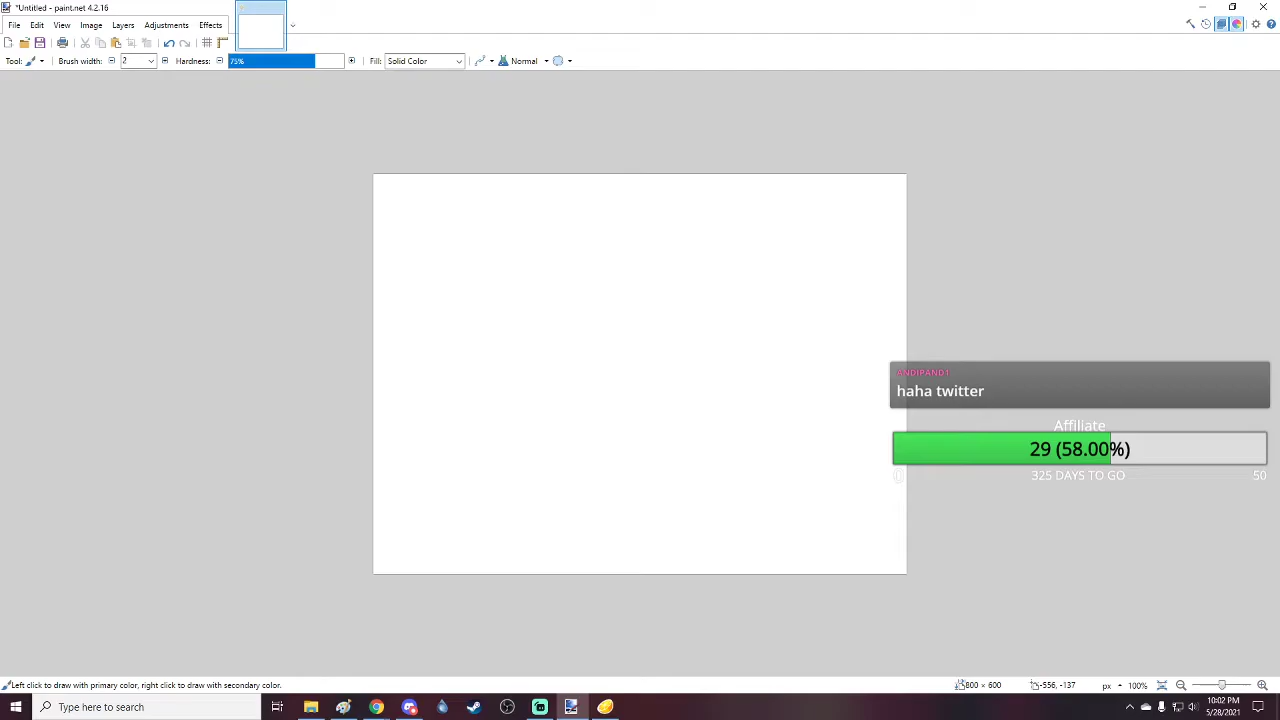 *Untitled - paint.net 4.2.16
File Edit View Image Layers Adjustments Effects
Tool: Brush width: 2 Hardness: 75% Fill: Solid Color Normal
ANDIPAND1
haha twitter
Affiliate
29 (58.00%)
0 325 DAYS TO GO 50
Left click to draw with primary color, right click to draw with secondary color.
800 × 600 -556, -137 px 100%
Type here to search
10:02 PM
5/28/2021